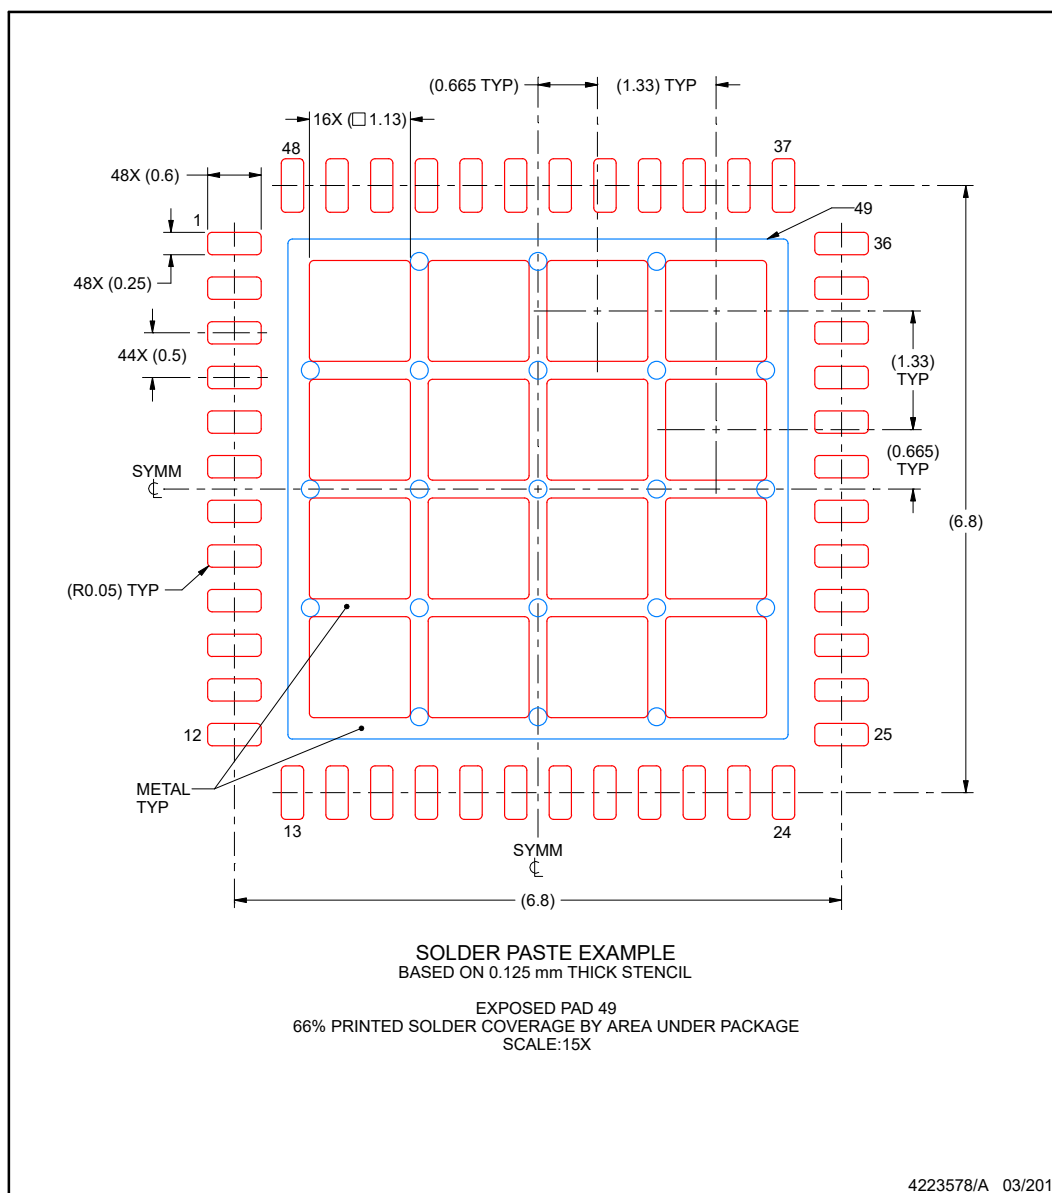 (0.665 TYP)
(1.33) TYP
16X (□ 1.13)
48
37
48X (0.6)
1
49
36
48X (0.25)
44X (0.5)
(1.33)
TYP
(0.665)
TYP
SYMM
℄
(6.8)
(R0.05) TYP
12
25
METAL
TYP
13
24
SYMM
℄
(6.8)
SOLDER PASTE EXAMPLE
BASED ON 0.125 mm THICK STENCIL
EXPOSED PAD 49
66% PRINTED SOLDER COVERAGE BY AREA UNDER PACKAGE
SCALE:15X
4223578/A 03/201